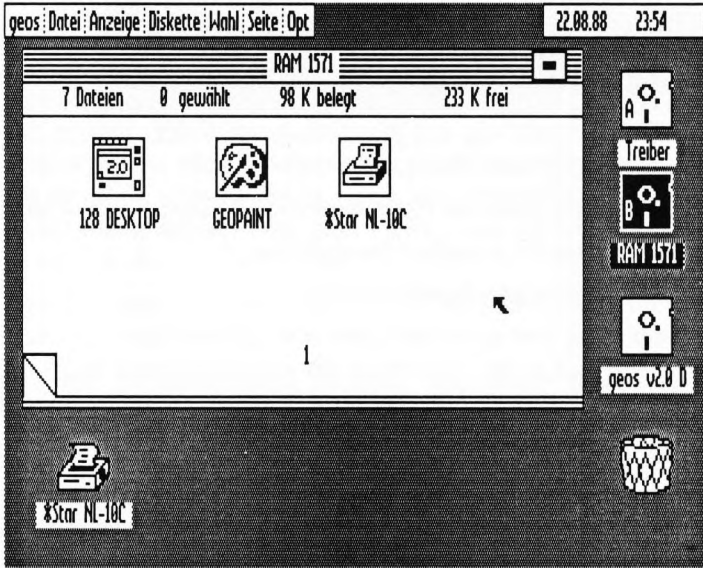 geos Datei Anzeige Diskette Wahl Seite Opt 22.08.88 23:54
RAM 1571
7 Dateien 0 gewählt 98 K belegt 233 K frei
2.0
128 DESKTOP GEOPAINT *Star NL-10C
1
A
Treiber
B
RAM 1571
geos v2.0 D
*Star NL-10C